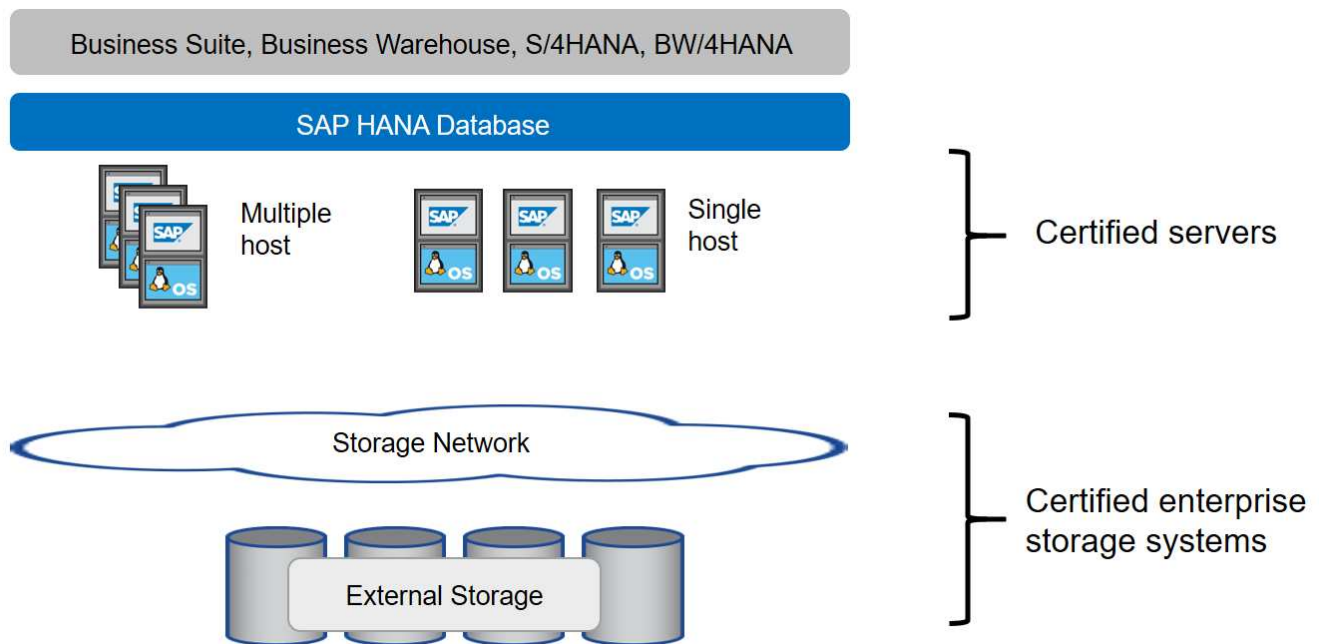 Business Suite, Business Warehouse, S/4HANA, BW/4HANA
SAP HANA Database
Multiple
host
SAP
OS
SAP
OS
SAP
OS
SAP
OS
Single
host
Certified servers
Storage Network
Certified enterprise
storage systems
External Storage